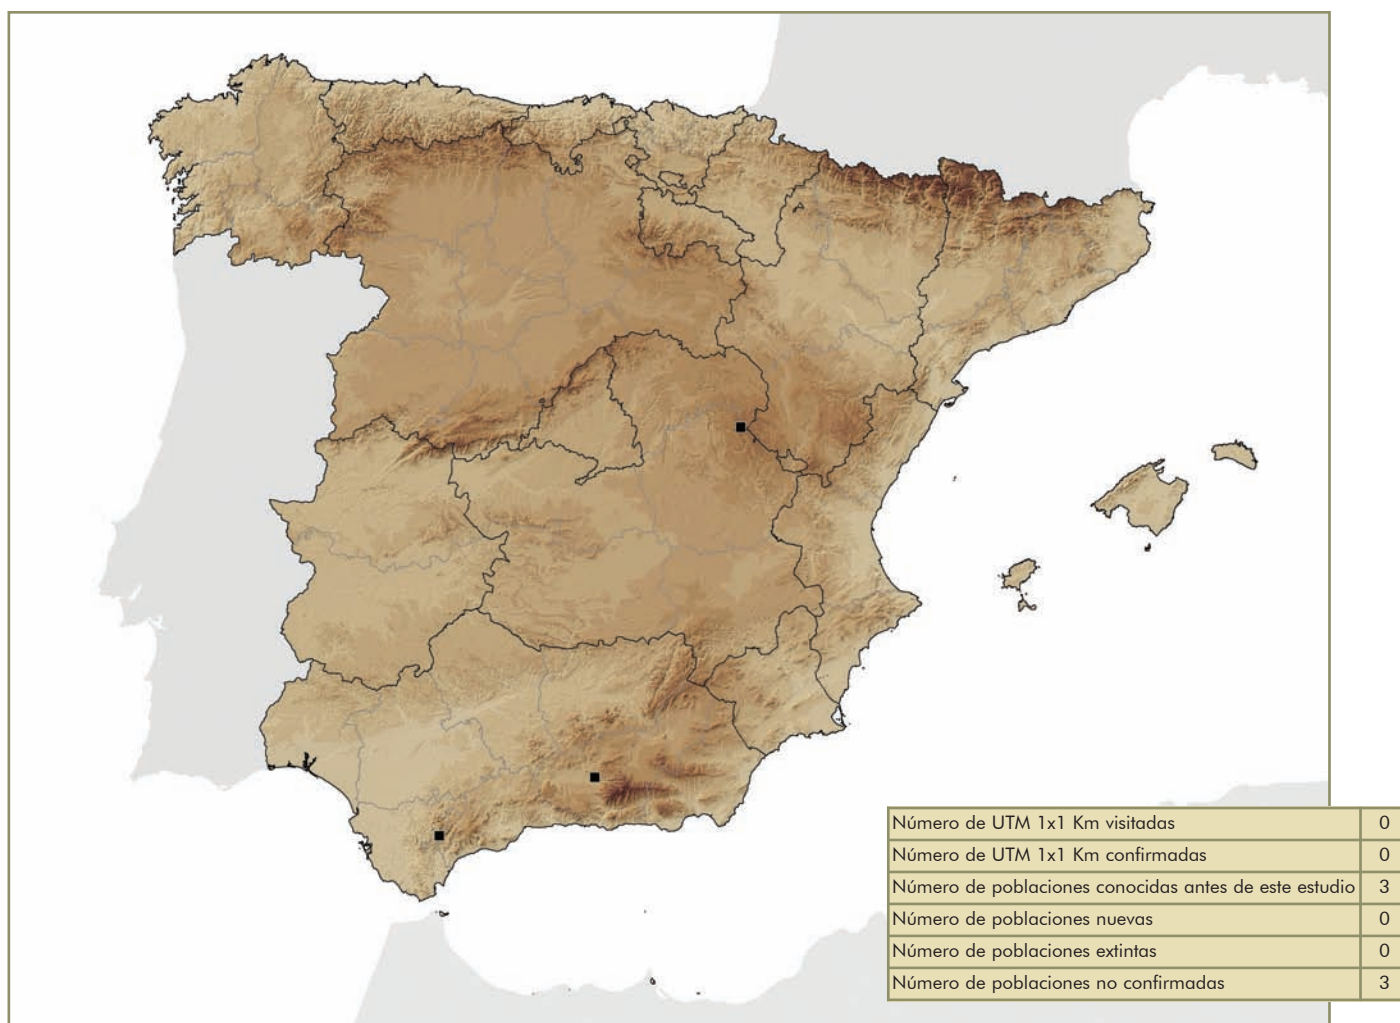 Número de UTM 1x1 Km visitadas 0
Número de UTM 1x1 Km confirmadas 0
Número de poblaciones conocidas antes de este estudio 3
Número de poblaciones nuevas 0
Número de poblaciones extintas 0
Número de poblaciones no confirmadas 3